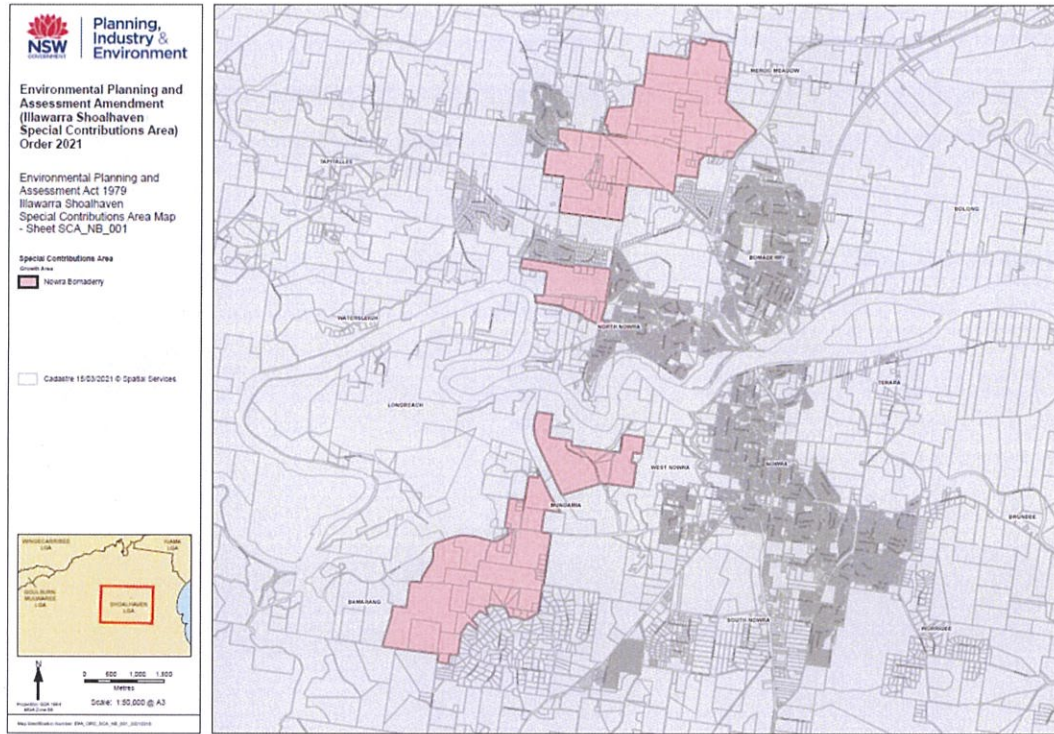 NSW
GOVERNMENT
Planning,
Industry &
Environment
Environmental Planning and
Assessment Amendment
(Illawarra Shoalhaven
Special Contributions Area)
Order 2021
Environmental Planning and
Assessment Act 1979
Illawarra Shoalhaven
Special Contributions Area Map
- Sheet SCA_NB_001
Special Contributions Area
Growth Area
Nowra Bomaderry
Cadastre 15/03/2021 © Spatial Services
WINGECARRIBEE
LGA
KIAMA
LGA
GOULBURN
MULWAREE
LGA
SHOALHAVEN
LGA
N
0 500 1,000 1,500
Metres
Scale: 1:50,000 @ A3
MEROO MEADOW
TAPITALLEE
BOLONG
BOMADERRY
WATERSLEIGH
NORTH NOWRA
TERARA
LONGREACH
WEST NOWRA
NOWRA
MUNDAMIA
BRUNDEE
BAMARANG
SOUTH NOWRA
WORRIGEE